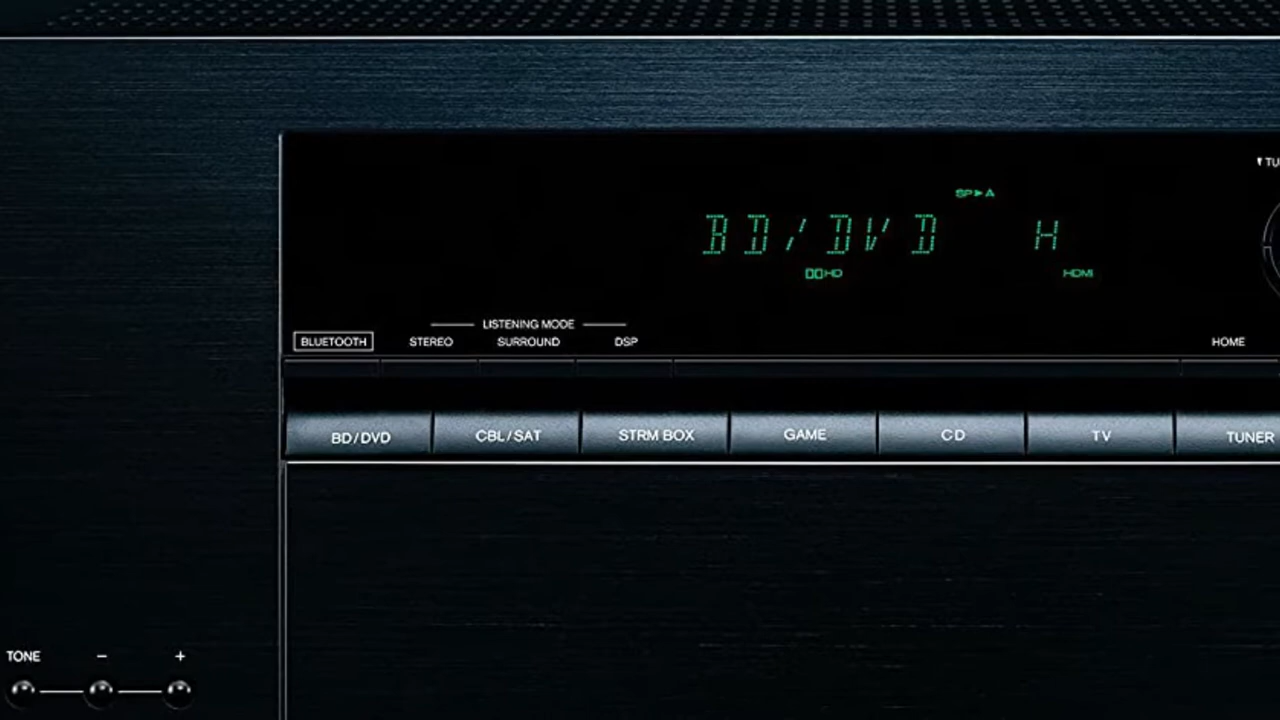 TU
SP▶A
BD/DVD H
HD HDMI
LISTENING MODE
BLUETOOTH STEREO SURROUND DSP HOME
BD/DVD CBL/SAT STRM BOX GAME CD TV TUNER
TONE − +